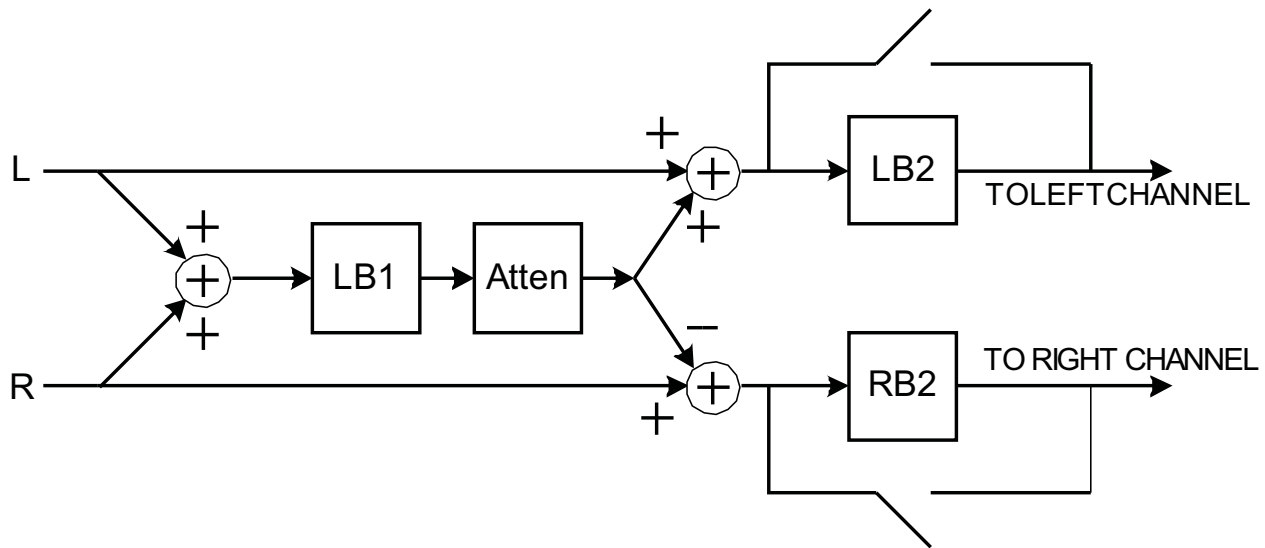 +
L
+
LB2
TOLEFTCHANNEL
+
+
+
LB1
Atten
+
−
TO RIGHT CHANNEL
R
+
RB2
+